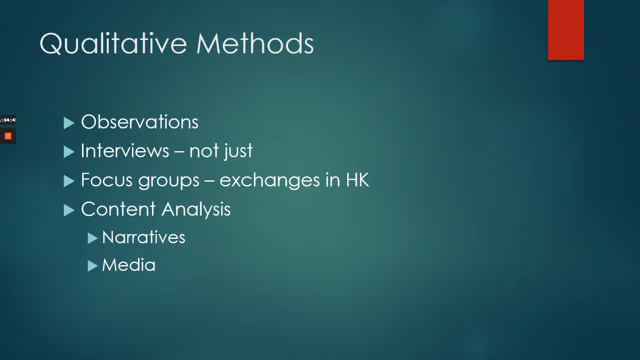 Qualitative Methods
Observations
Interviews – not just
Focus groups – exchanges in HK
Content Analysis
Narratives
Media